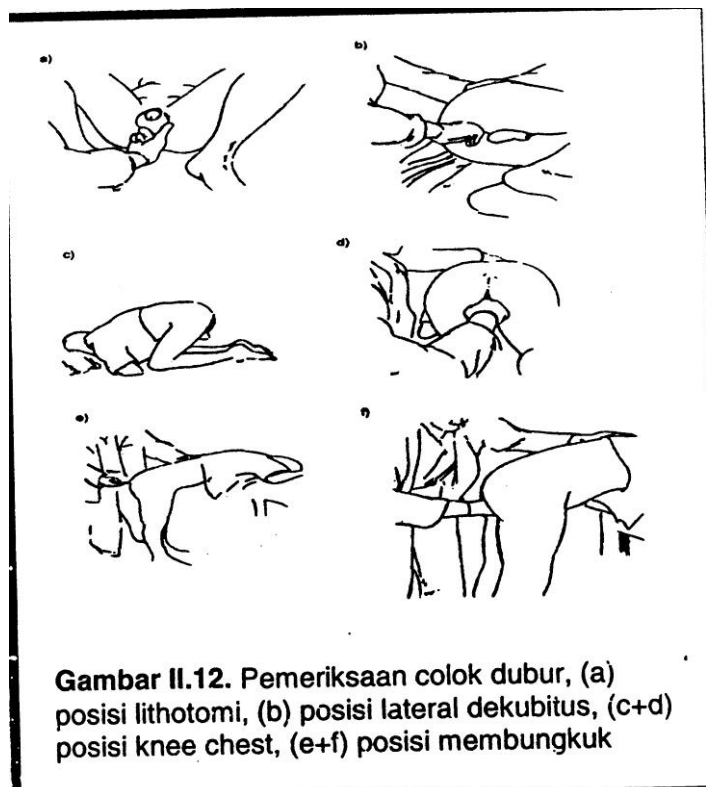 a)
b)
c)
d)
e)
f)
Gambar II.12. Pemeriksaan colok dubur, (a)
posisi lithotomi, (b) posisi lateral dekubitus, (c+d)
posisi knee chest, (e+f) posisi membungkuk